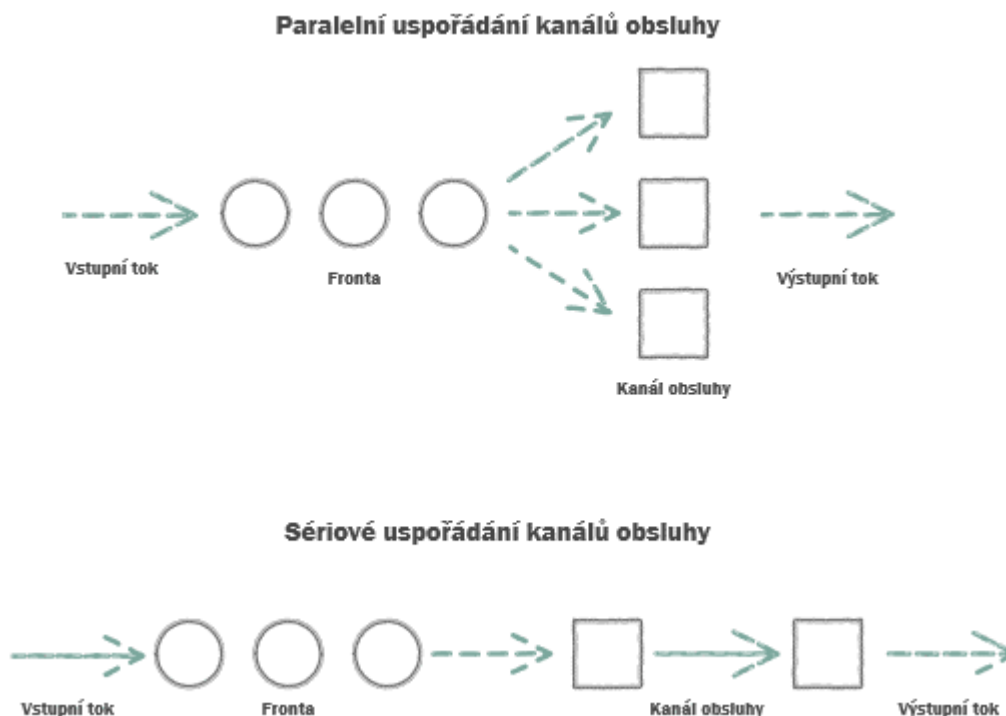 Paralelní uspořádání kanálů obsluhy
Vstupní tok
Fronta
Výstupní tok
Kanál obsluhy
Sériové uspořádání kanálů obsluhy
Vstupní tok
Fronta
Kanál obsluhy
Výstupní tok